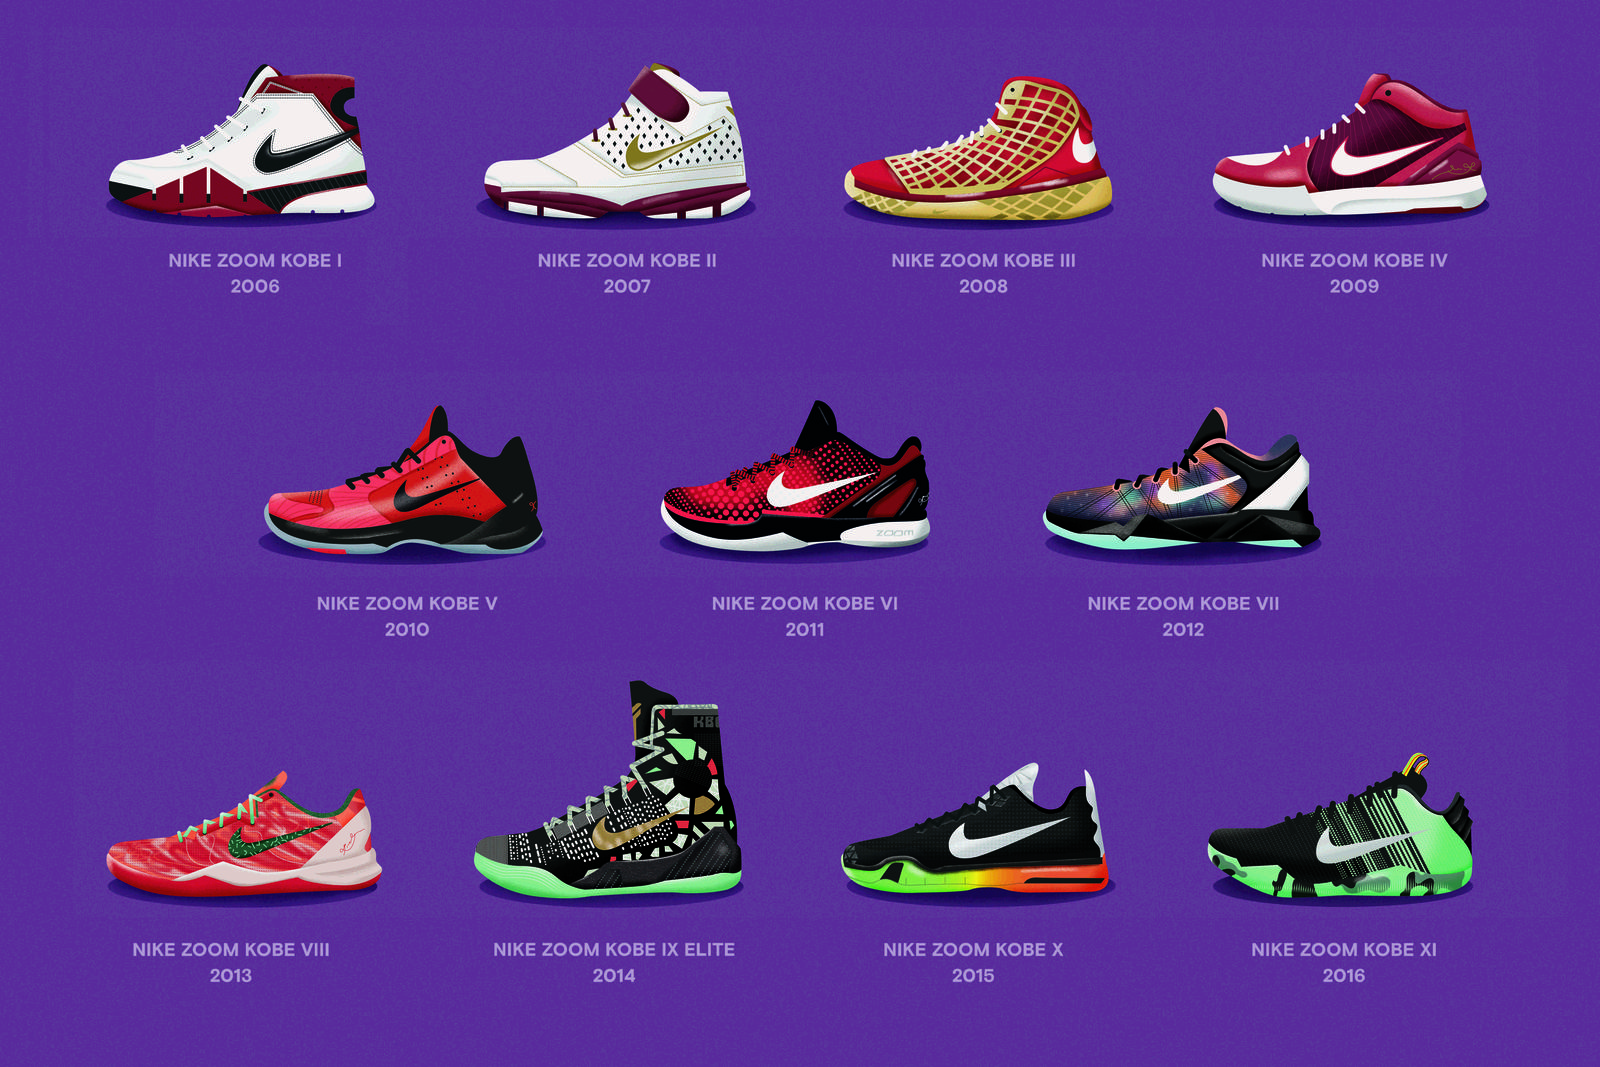 NIKE ZOOM KOBE I
2006
NIKE ZOOM KOBE II
2007
NIKE ZOOM KOBE III
2008
NIKE ZOOM KOBE IV
2009
NIKE ZOOM KOBE V
2010
ZOOM
NIKE ZOOM KOBE VI
2011
NIKE ZOOM KOBE VII
2012
NIKE ZOOM KOBE VIII
2013
NIKE ZOOM KOBE IX ELITE
2014
NIKE ZOOM KOBE X
2015
NIKE ZOOM KOBE XI
2016